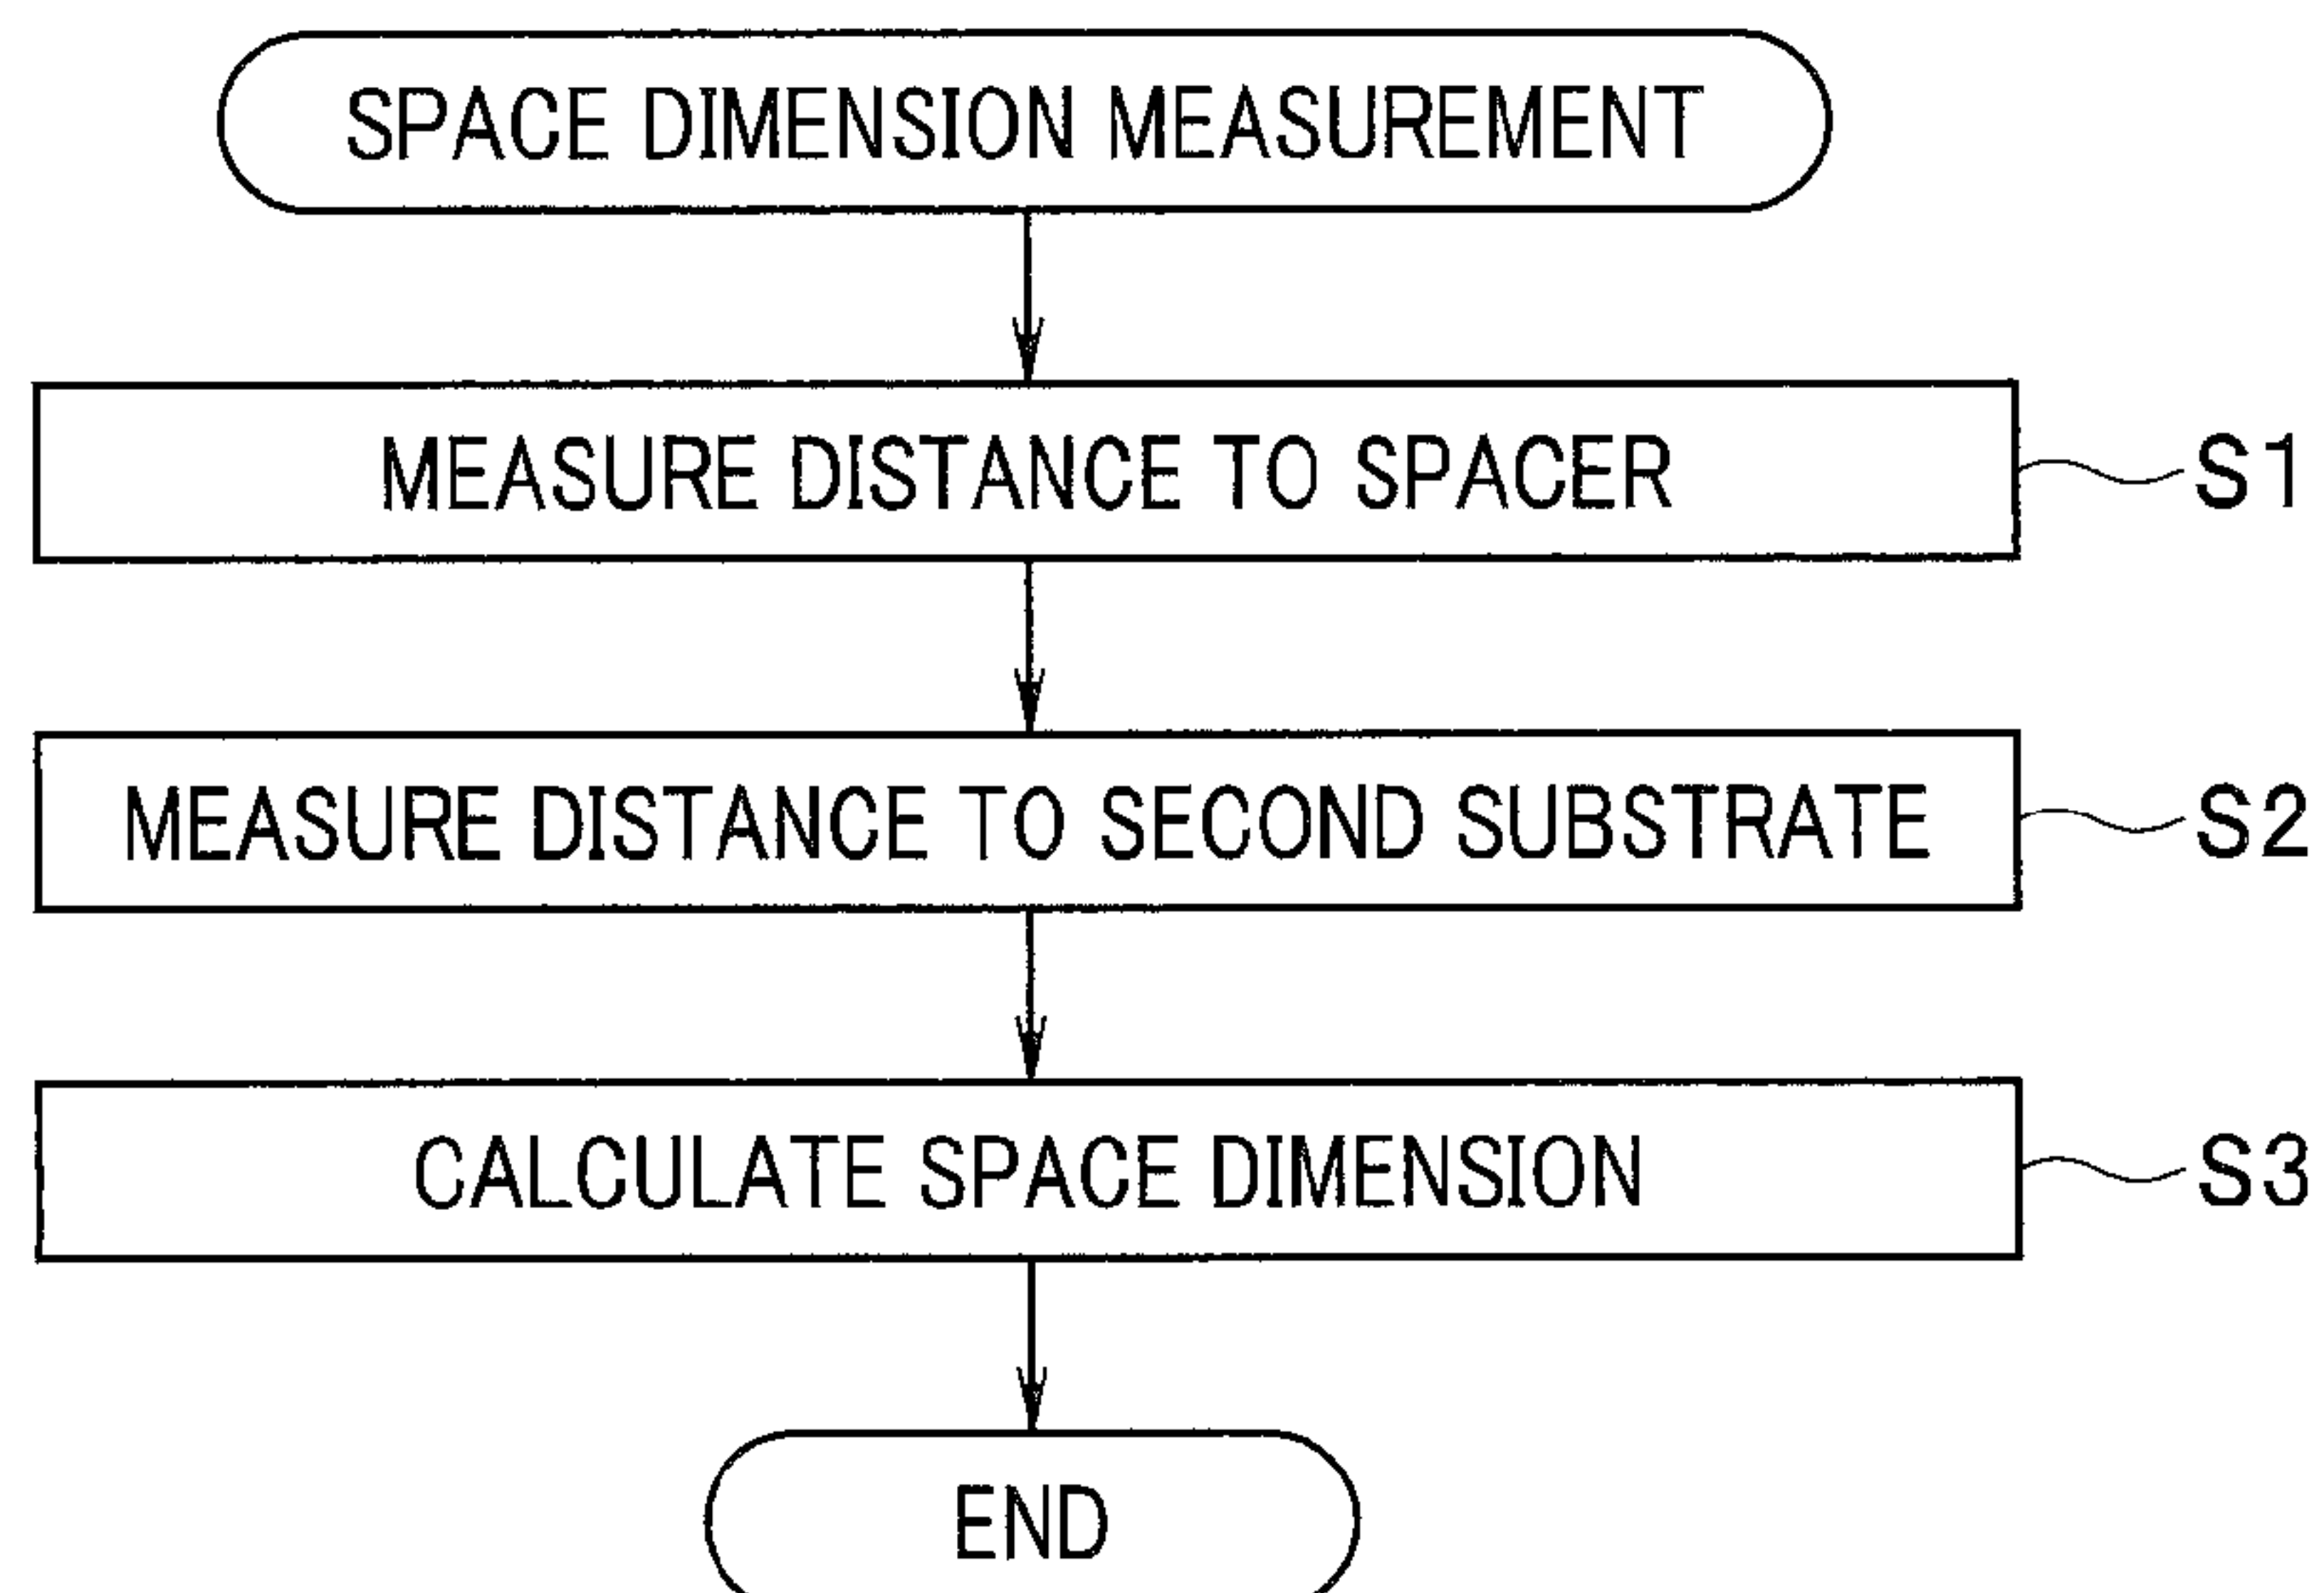 SPACE DIMENSION MEASUREMENT
MEASURE DISTANCE TO SPACER
S1
MEASURE DISTANCE TO SECOND SUBSTRATE
S2
CALCULATE SPACE DIMENSION
S3
END